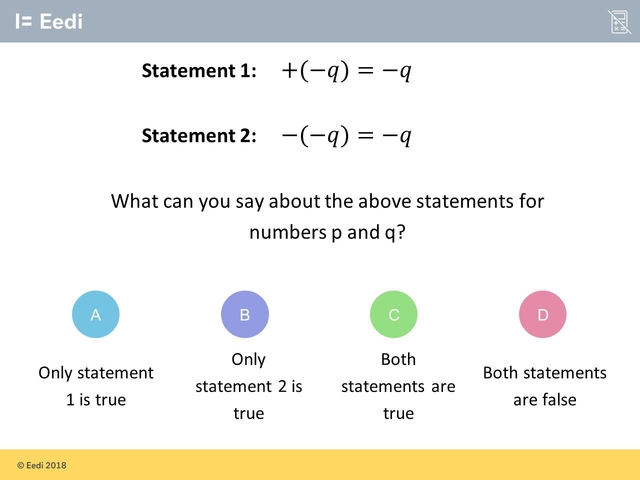 I= Eedi
Statement 1: +(−q) = −q
Statement 2: −(−q) = −q
What can you say about the above statements for
numbers p and q?
A
Only statement
1 is true
B
Only
statement 2 is
true
C
Both
statements are
true
D
Both statements
are false
© Eedi 2018